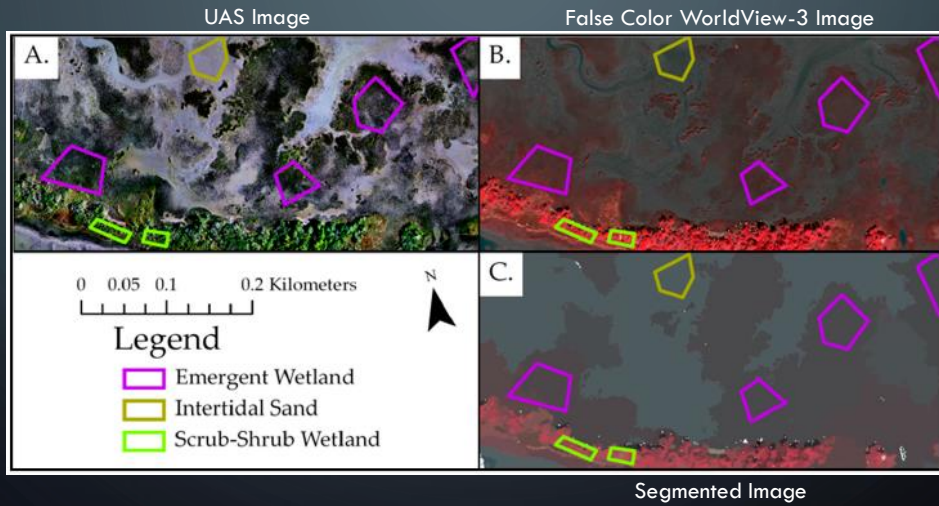 UAS Image
False Color WorldView-3 Image
A.
B.
0 0.05 0.1 0.2 Kilometers
N
C.
Legend
Emergent Wetland
Intertidal Sand
Scrub-Shrub Wetland
Segmented Image